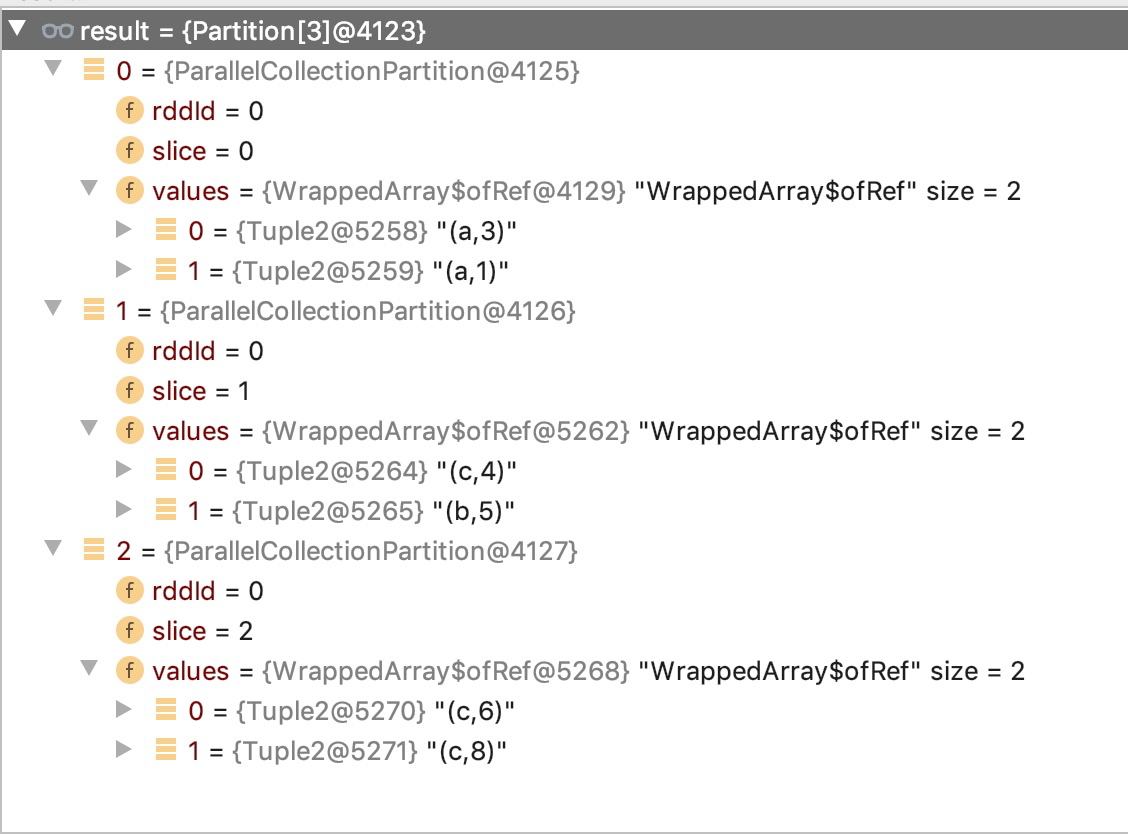 result = {Partition[3]@4123}
0 = {ParallelCollectionPartition@4125}
f rddId = 0
f slice = 0
f values = {WrappedArray$ofRef@4129} "WrappedArray$ofRef" size = 2
0 = {Tuple2@5258} "(a,3)"
1 = {Tuple2@5259} "(a,1)"
1 = {ParallelCollectionPartition@4126}
f rddId = 0
f slice = 1
f values = {WrappedArray$ofRef@5262} "WrappedArray$ofRef" size = 2
0 = {Tuple2@5264} "(c,4)"
1 = {Tuple2@5265} "(b,5)"
2 = {ParallelCollectionPartition@4127}
f rddId = 0
f slice = 2
f values = {WrappedArray$ofRef@5268} "WrappedArray$ofRef" size = 2
0 = {Tuple2@5270} "(c,6)"
1 = {Tuple2@5271} "(c,8)"